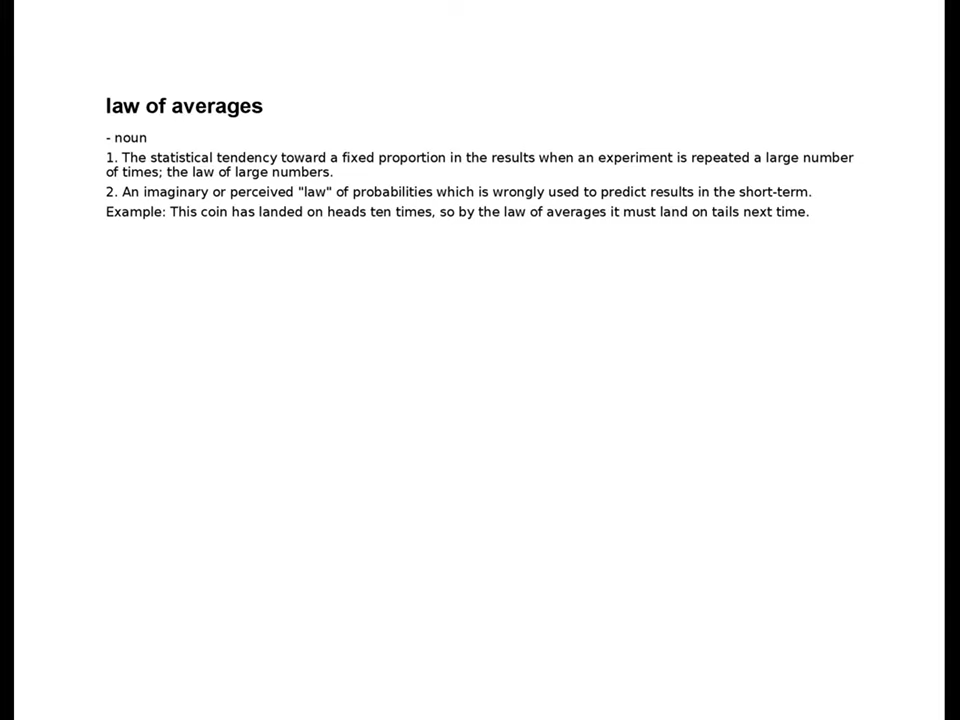 law of averages
- noun
1. The statistical tendency toward a fixed proportion in the results when an experiment is repeated a large number
of times; the law of large numbers.
2. An imaginary or perceived "law" of probabilities which is wrongly used to predict results in the short-term.
Example: This coin has landed on heads ten times, so by the law of averages it must land on tails next time.